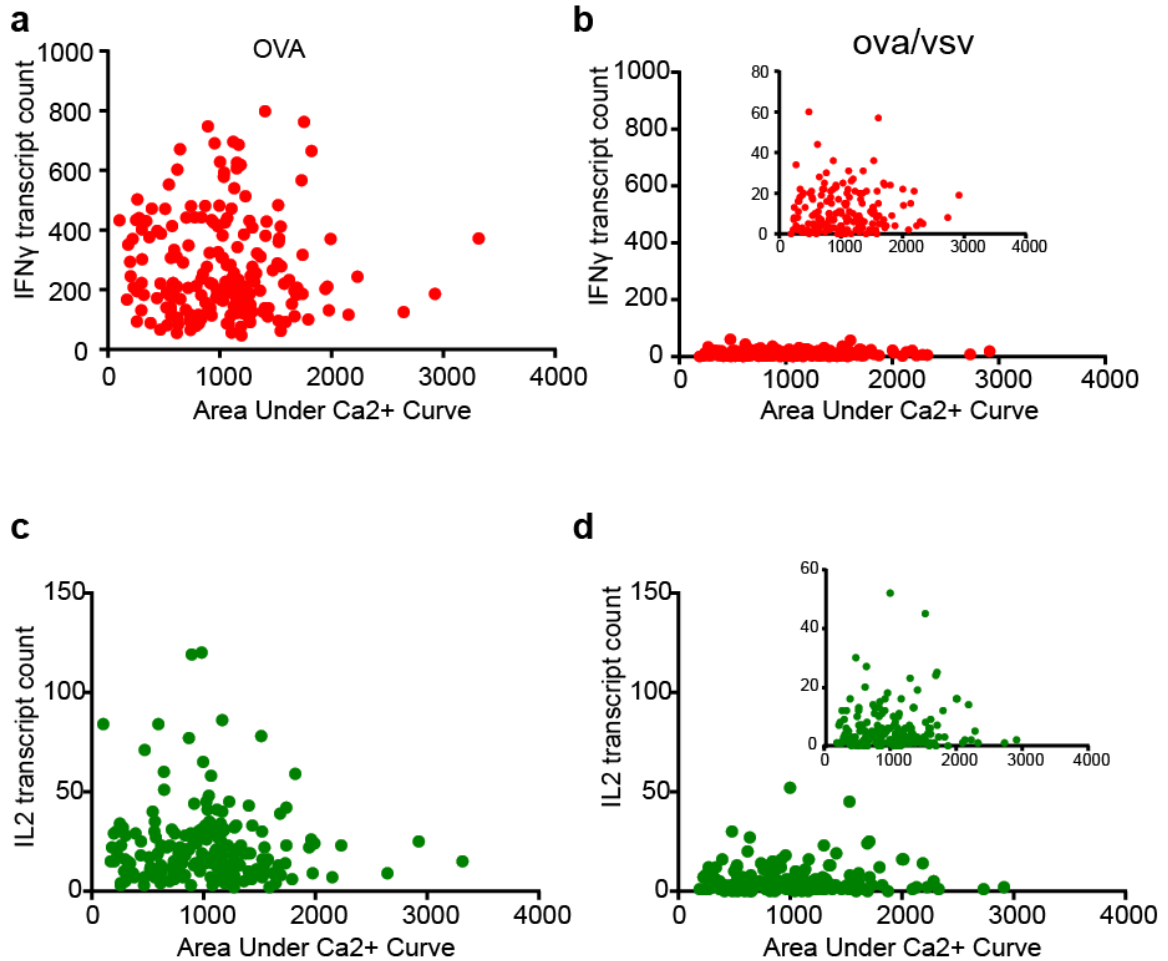 a
OVA
1000
800
600
400
200
0
IFNγ transcript count
0 1000 2000 3000 4000
Area Under Ca2+ Curve
b
ova/vsv
1000
800
600
400
200
0
IFNγ transcript count
80
60
40
20
0
0 1000 2000 3000 4000
0 1000 2000 3000 4000
Area Under Ca2+ Curve
c
150
100
50
0
IL2 transcript count
0 1000 2000 3000 4000
Area Under Ca2+ Curve
d
150
100
50
0
IL2 transcript count
60
40
20
0
0 1000 2000 3000 4000
0 1000 2000 3000 4000
Area Under Ca2+ Curve